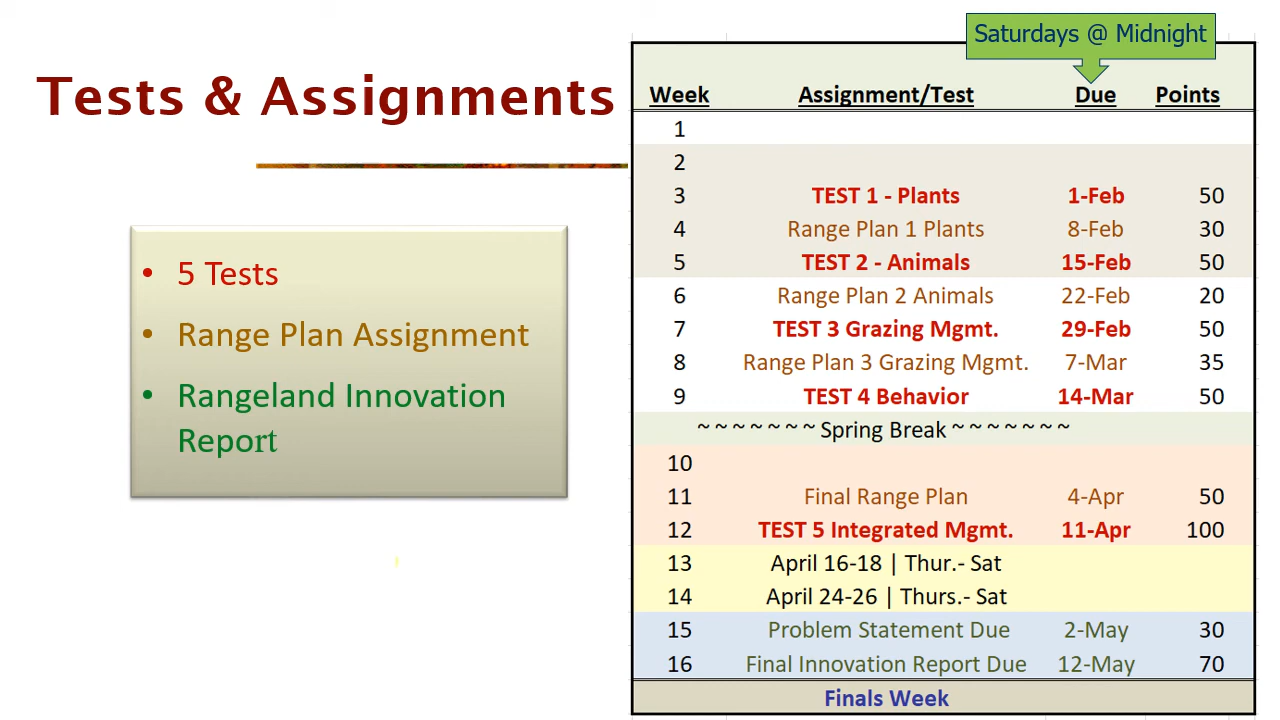 Saturdays @ Midnight
Tests & Assignments
• 5 Tests
• Range Plan Assignment
• Rangeland Innovation
Report
Week Assignment/Test Due Points
1
2
3 TEST 1 - Plants 1-Feb 50
4 Range Plan 1 Plants 8-Feb 30
5 TEST 2 - Animals 15-Feb 50
6 Range Plan 2 Animals 22-Feb 20
7 TEST 3 Grazing Mgmt. 29-Feb 50
8 Range Plan 3 Grazing Mgmt. 7-Mar 35
9 TEST 4 Behavior 14-Mar 50
~ ~ ~ ~ ~ ~ ~ Spring Break ~ ~ ~ ~ ~ ~ ~
10
11 Final Range Plan 4-Apr 50
12 TEST 5 Integrated Mgmt. 11-Apr 100
13 April 16-18 | Thur.- Sat
14 April 24-26 | Thurs.- Sat
15 Problem Statement Due 2-May 30
16 Final Innovation Report Due 12-May 70
Finals Week